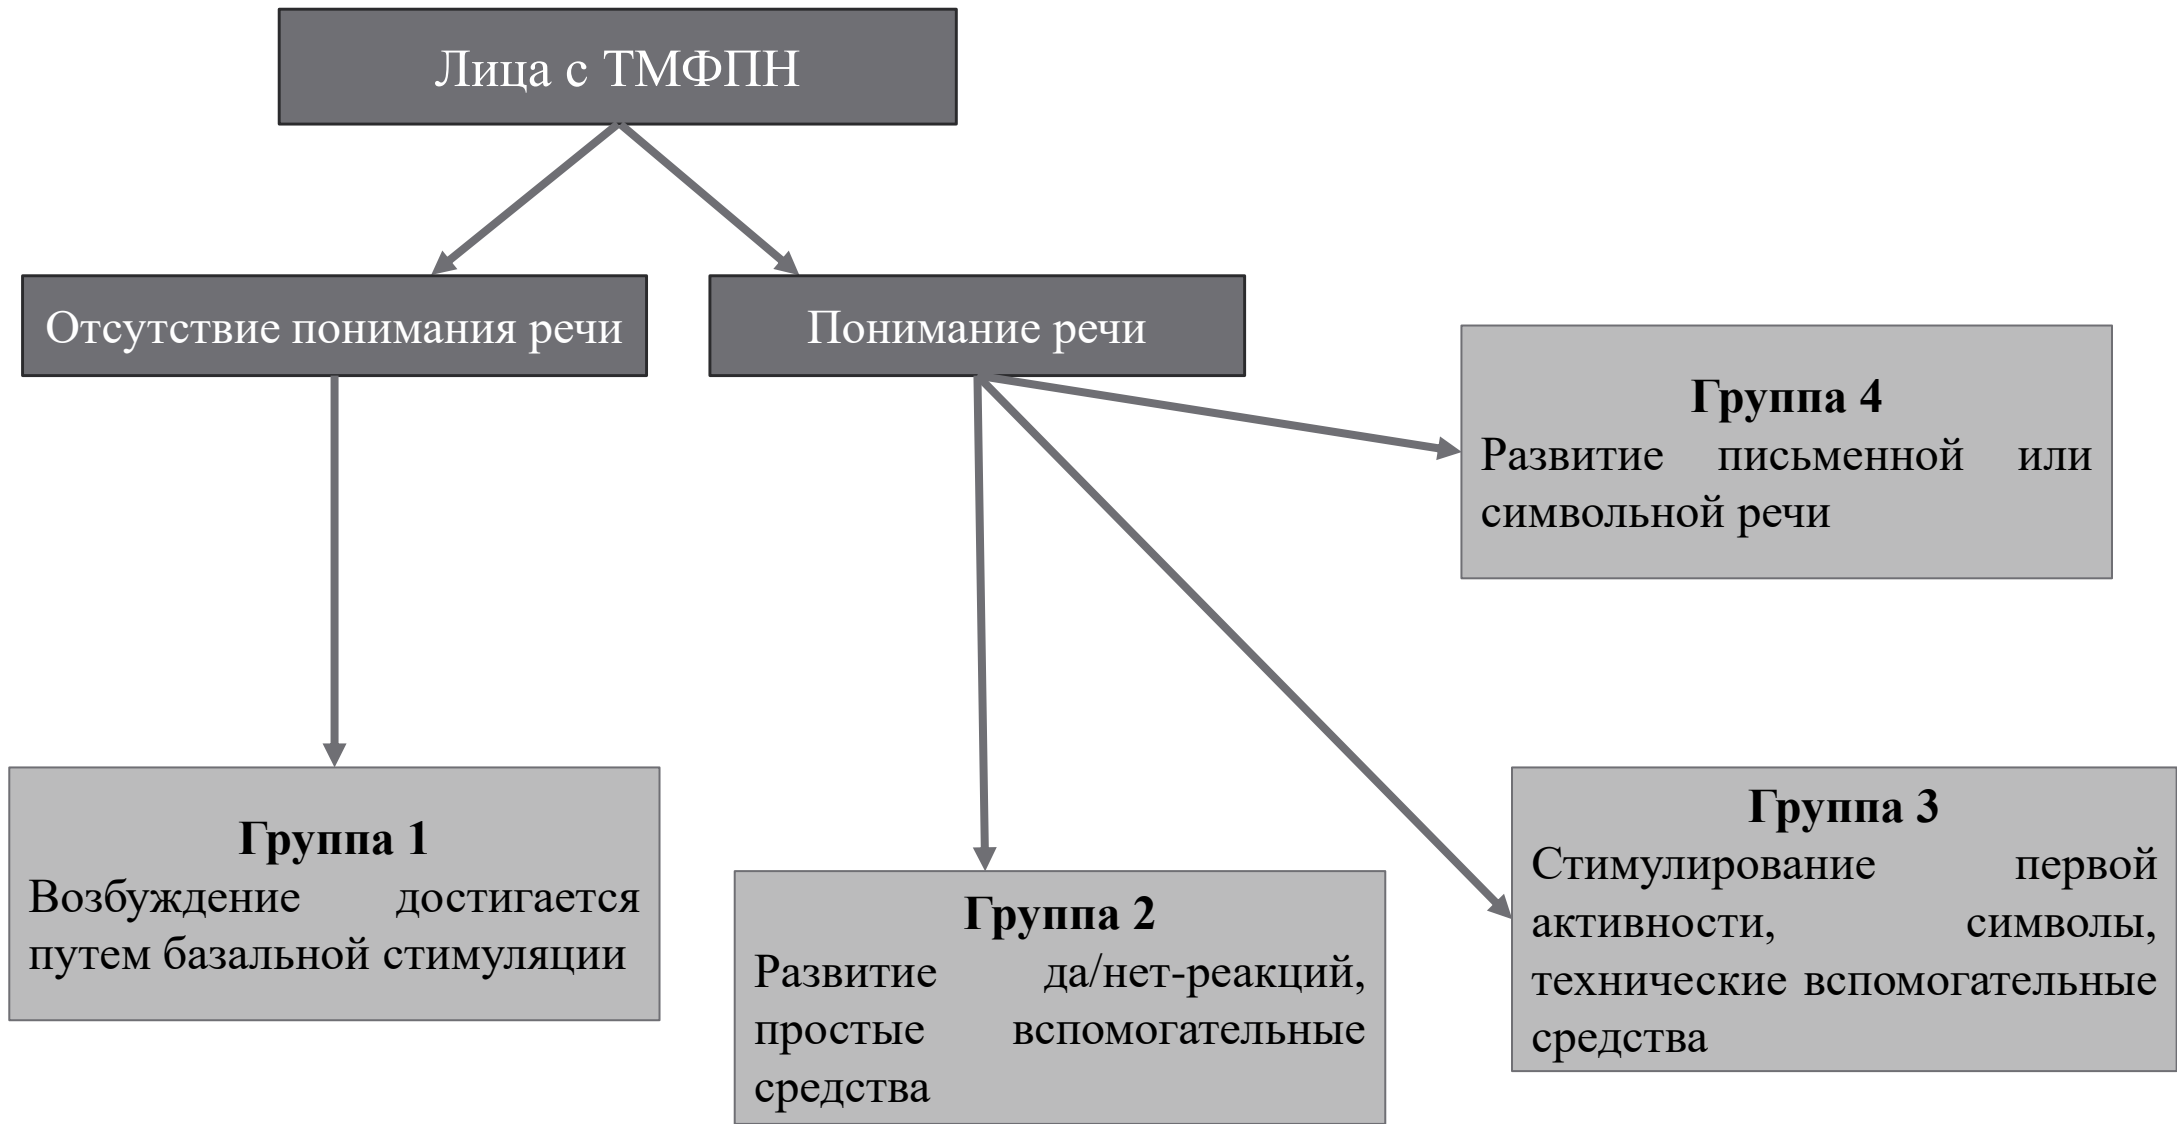 Лица с ТМФПН
Отсутствие понимания речи
Понимание речи
Группа 4
Развитие письменной или
символьной речи
Группа 1
Возбуждение достигается
путем базальной стимуляции
Группа 2
Развитие да/нет-реакций,
простые вспомогательные
средства
Группа 3
Стимулирование первой
активности, символы,
технические вспомогательные
средства